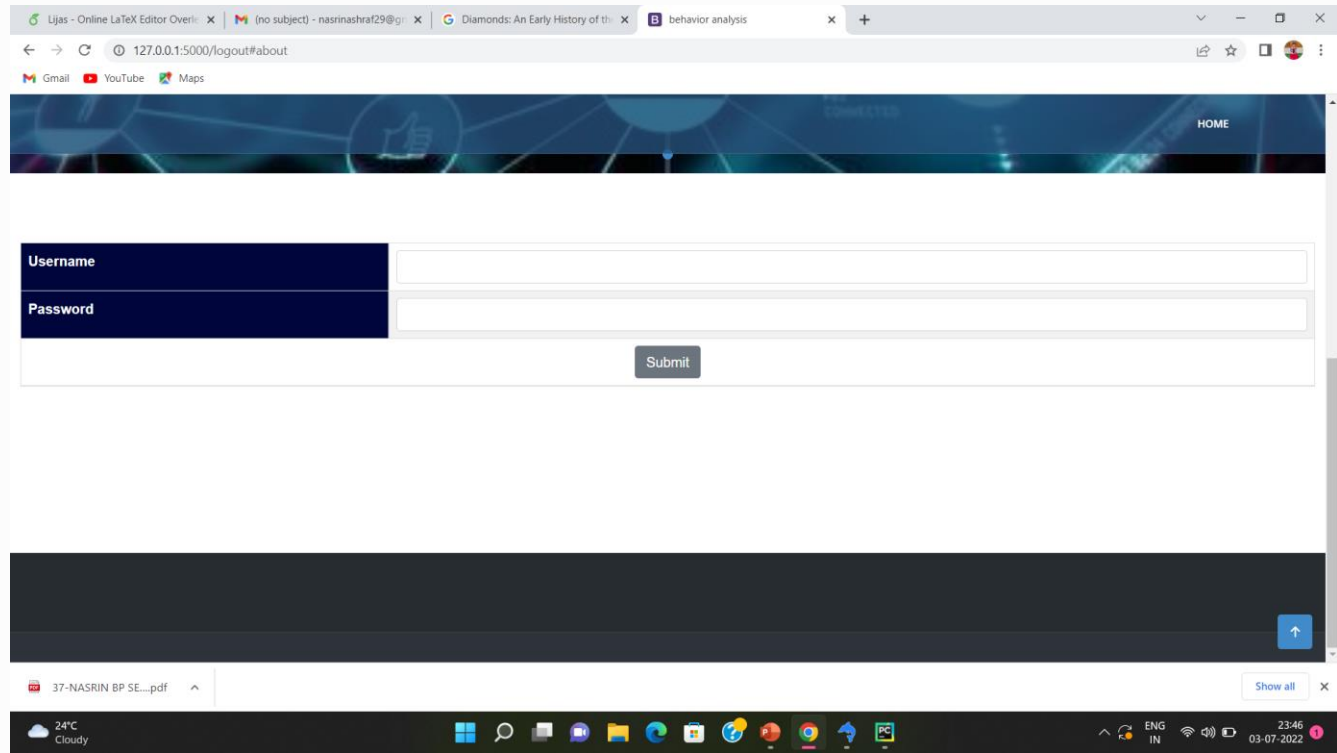 Lijas - Online LaTeX Editor Overle
(no subject) - nasrinashraf29@gr
Diamonds: An Early History of the
behavior analysis
127.0.0.1:5000/logout#about
Gmail YouTube Maps
CONNECTED
HOME
Username
Password
Submit
37-NASRIN BP SE....pdf
Show all
24°C
Cloudy
ENG
IN
23:46
03-07-2022
1